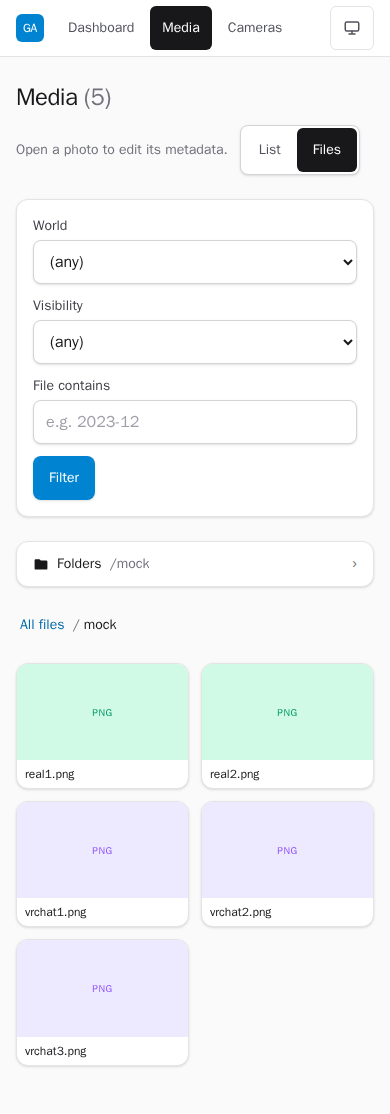 GA Dashboard Media Cameras
Media (5)
Open a photo to edit its metadata. List Files
World
(any)
Visibility
(any)
File contains
e.g. 2023-12
Filter
Folders /mock ›
All files / mock
PNG PNG
real1.png real2.png
PNG PNG
vrchat1.png vrchat2.png
PNG
vrchat3.png